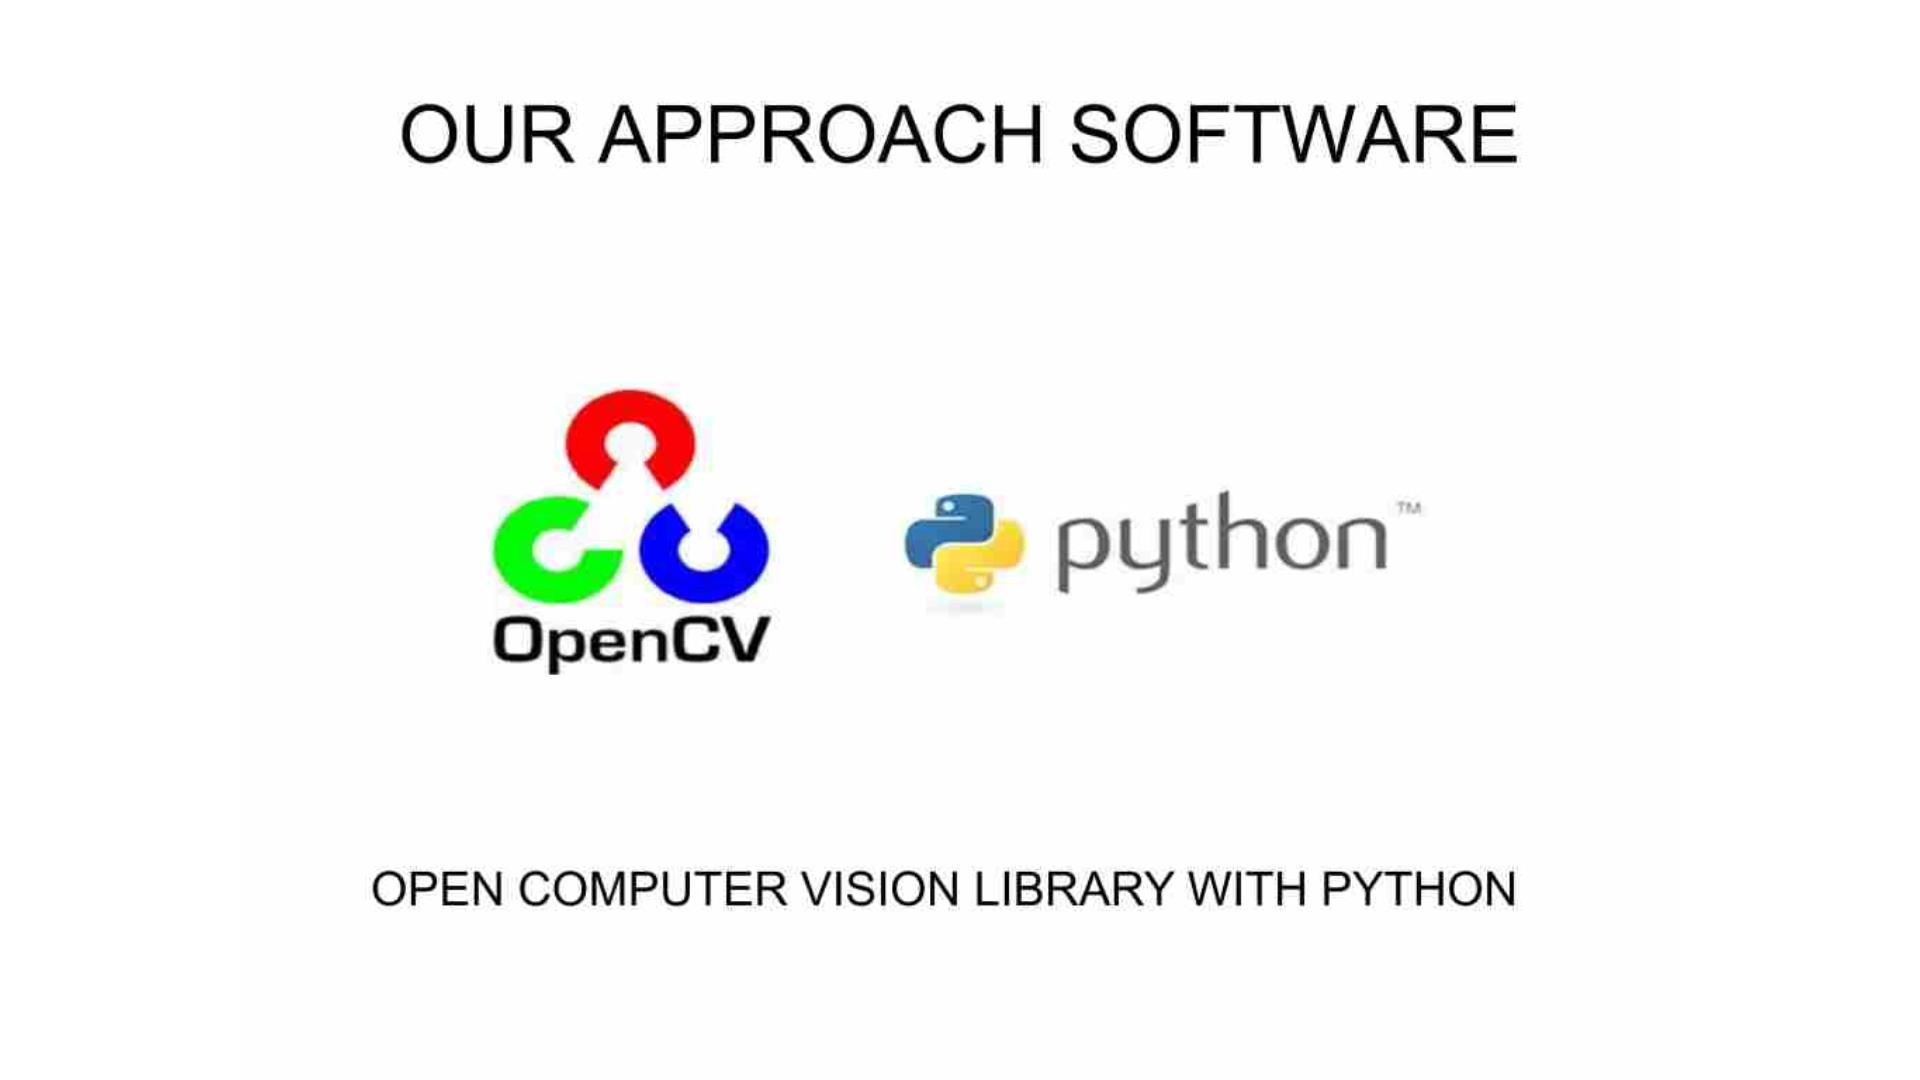 OUR APPROACH SOFTWARE
OpenCV
python™
OPEN COMPUTER VISION LIBRARY WITH PYTHON